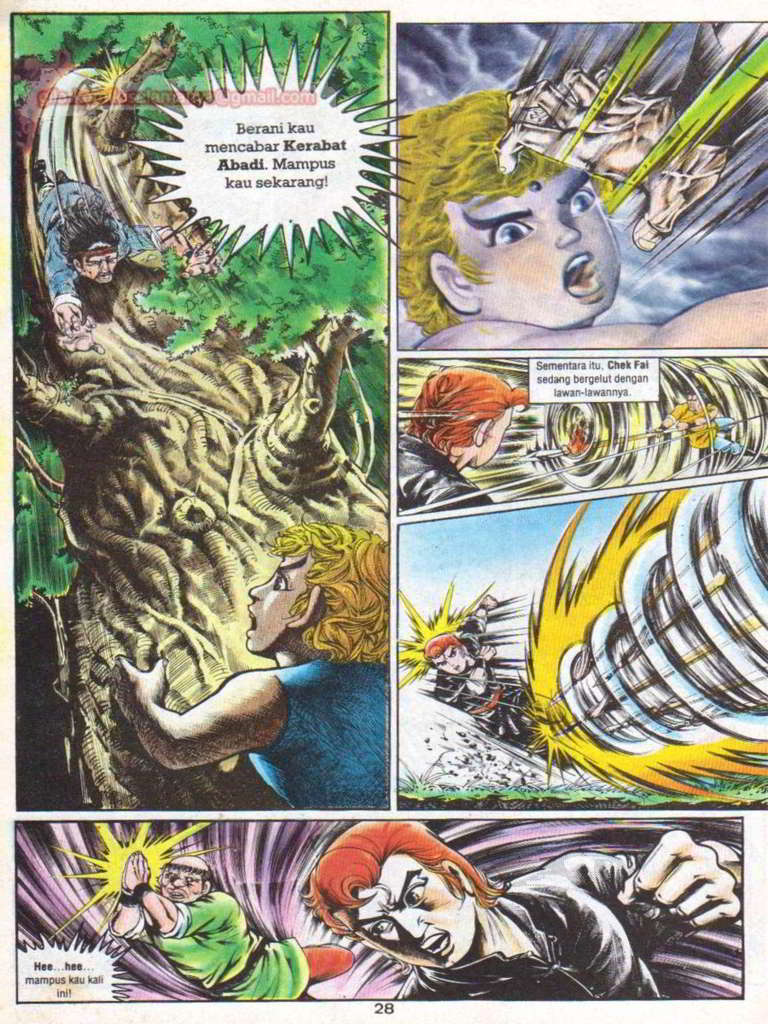 Berani kau
mencabar Kerabat
Abadi. Mampus
kau sekarang!
Sementara itu, Chek Fai
sedang bergelut dengan
lawan-lawannya.
Hee...hee...
mampus kau kali
ini!
28